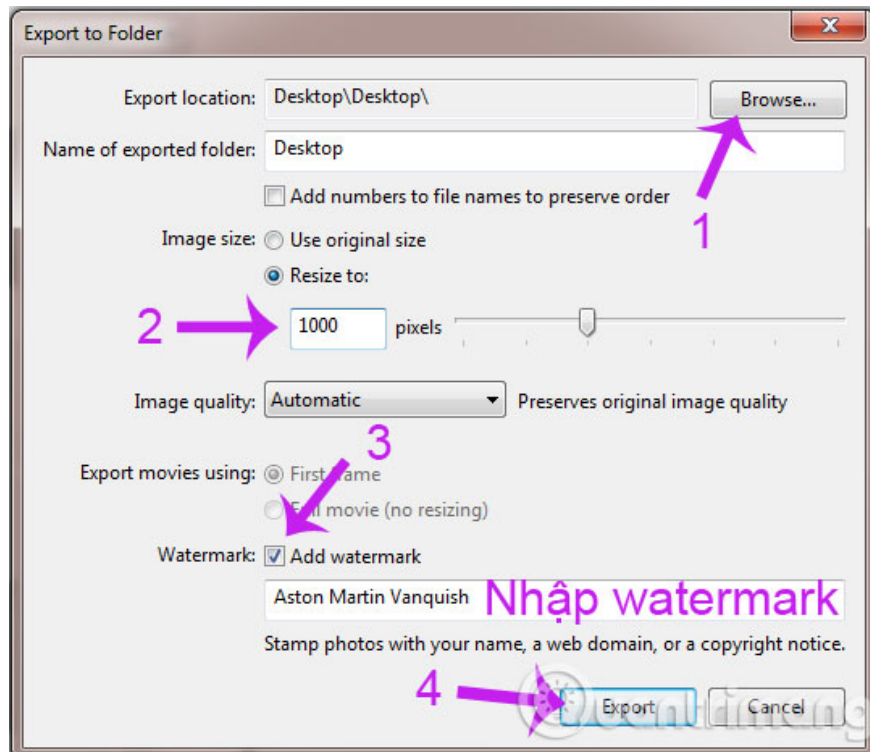 Export to Folder
Export location: Desktop\Desktop\ Browse...
Name of exported folder: Desktop
Add numbers to file names to preserve order
1
Image size: Use original size
Resize to:
2 1000 pixels
Image quality: Automatic Preserves original image quality
3
Export movies using: First frame
Full movie (no resizing)
Watermark: Add watermark
Aston Martin Vanquish Nhập watermark
Stamp photos with your name, a web domain, or a copyright notice.
4 Export Cancel
uantrimang